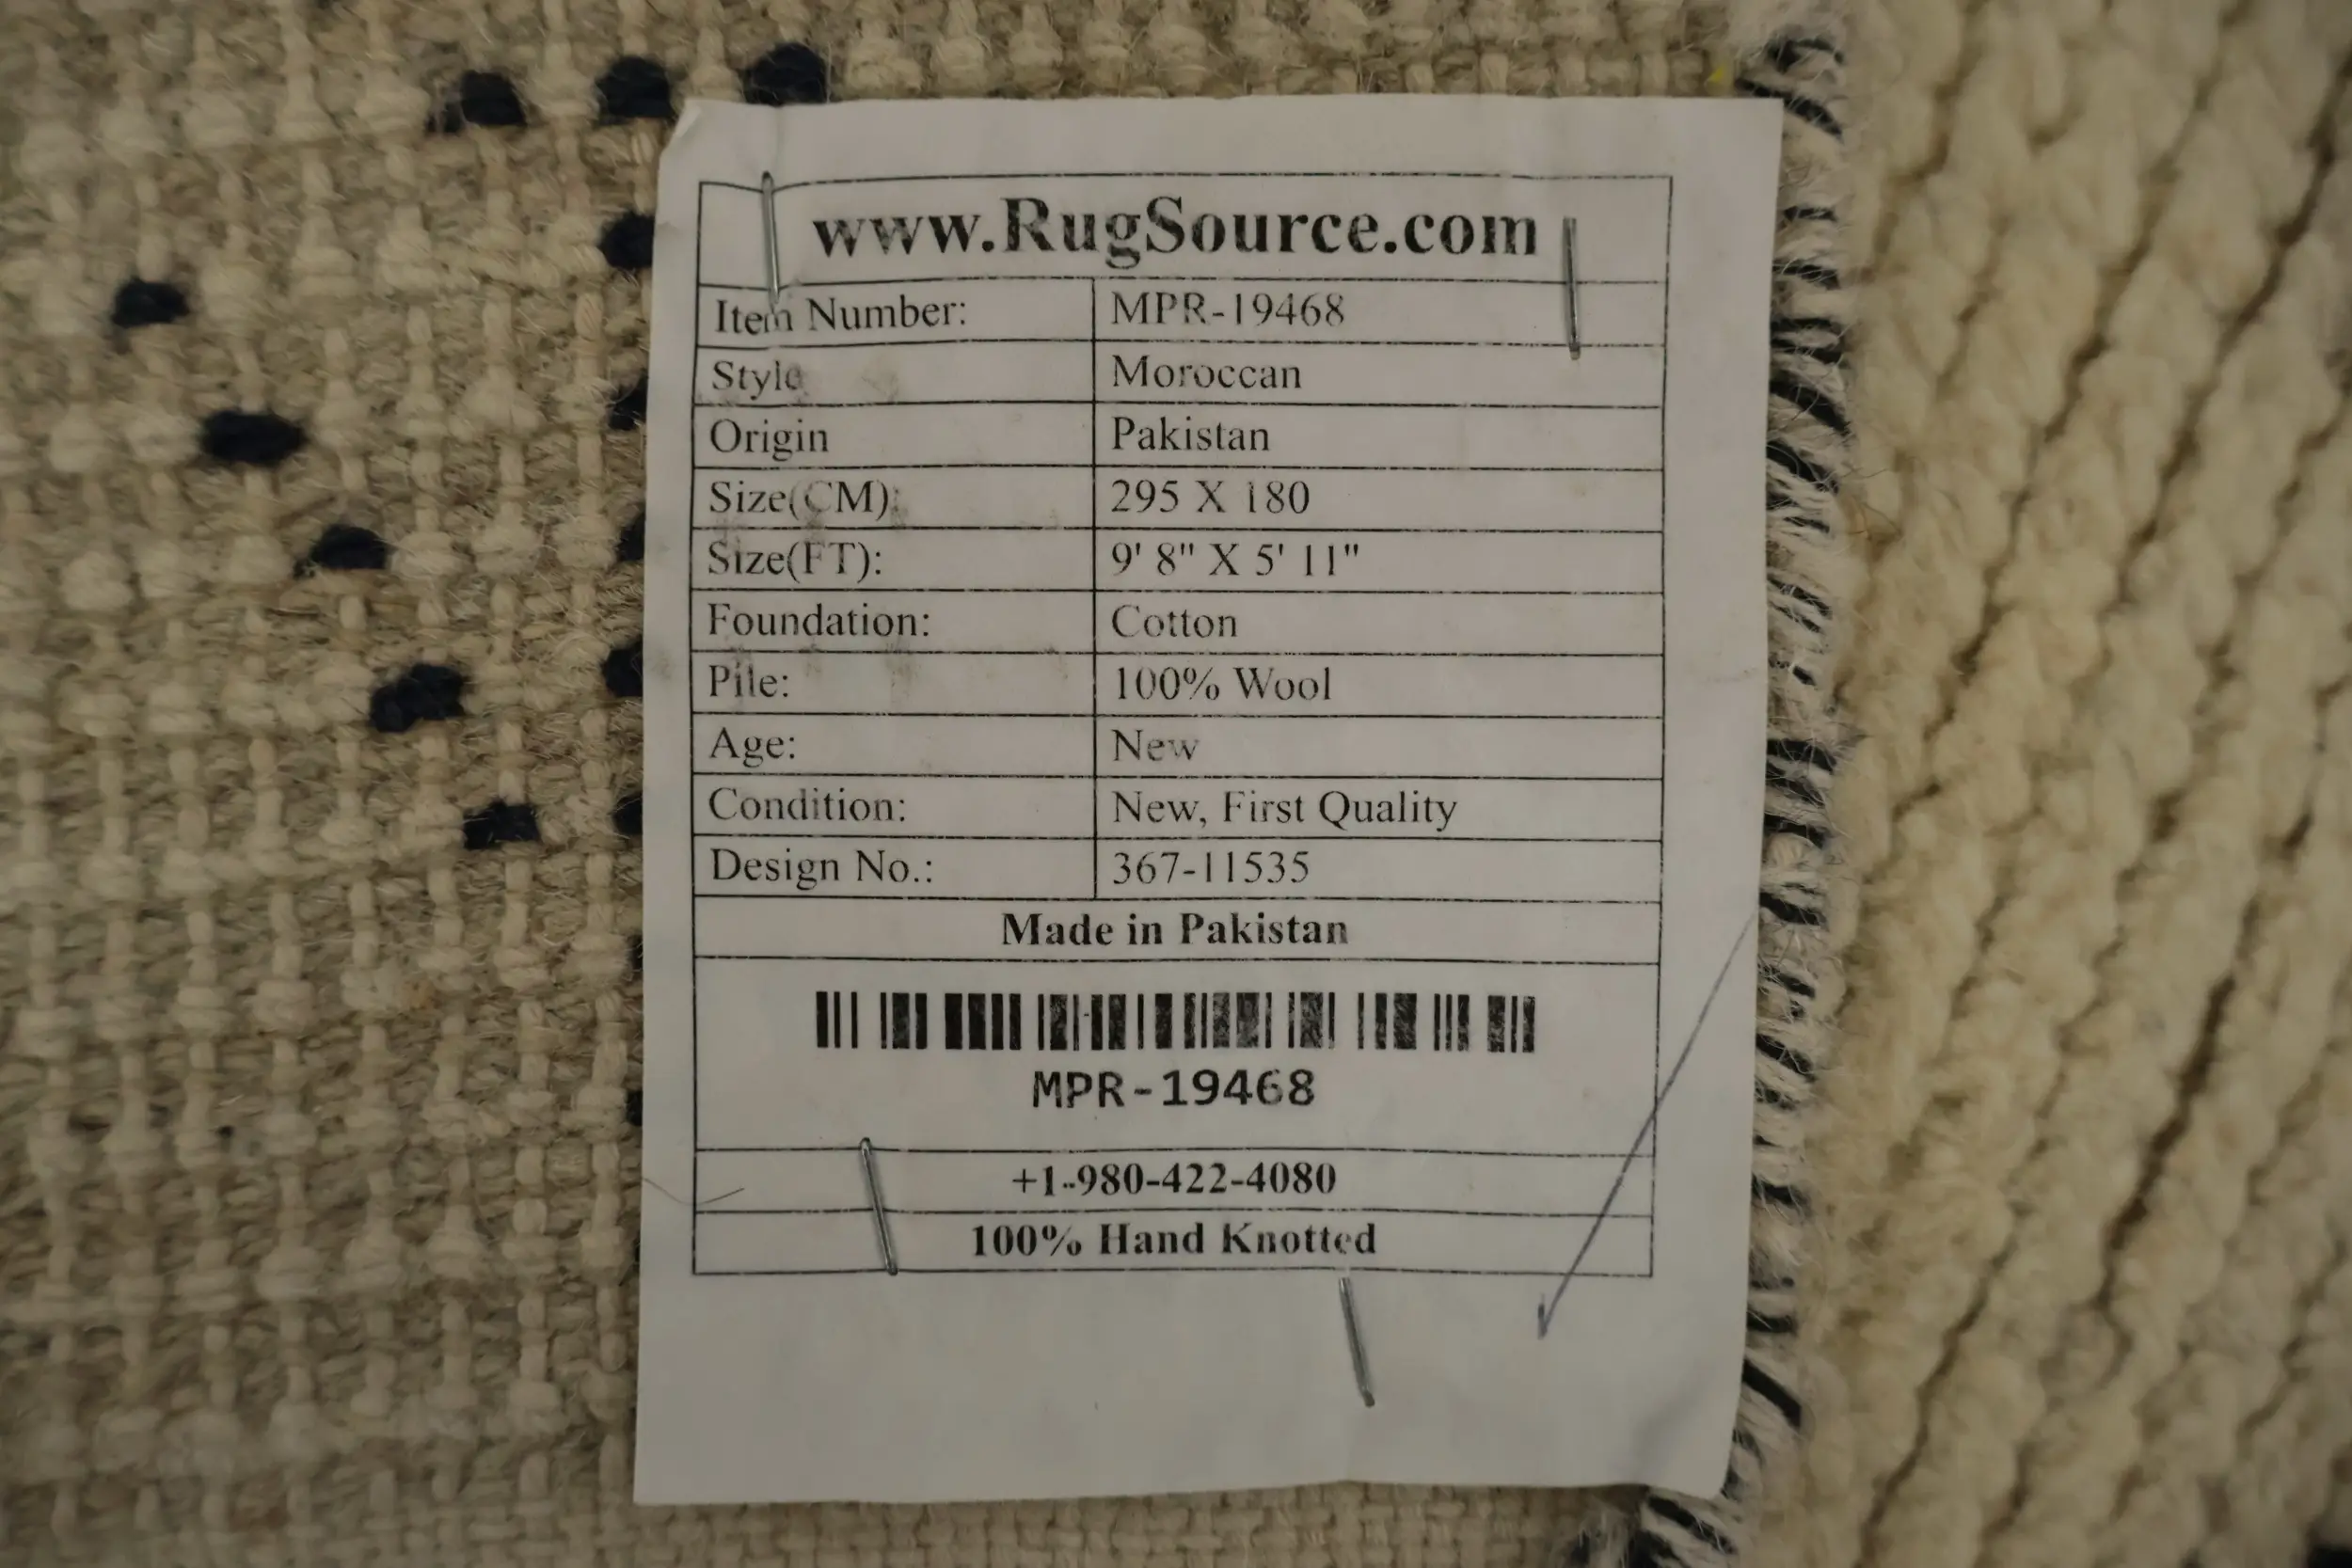 www.RugSource.com
Item Number: MPR-19468
Style Moroccan
Origin Pakistan
Size(CM): 295 X 180
Size(FT): 9' 8" X 5' 11"
Foundation: Cotton
Pile: 100% Wool
Age: New
Condition: New, First Quality
Design No.: 367-11535
Made in Pakistan
MPR-19468
+1-980-422-4080
100% Hand Knotted